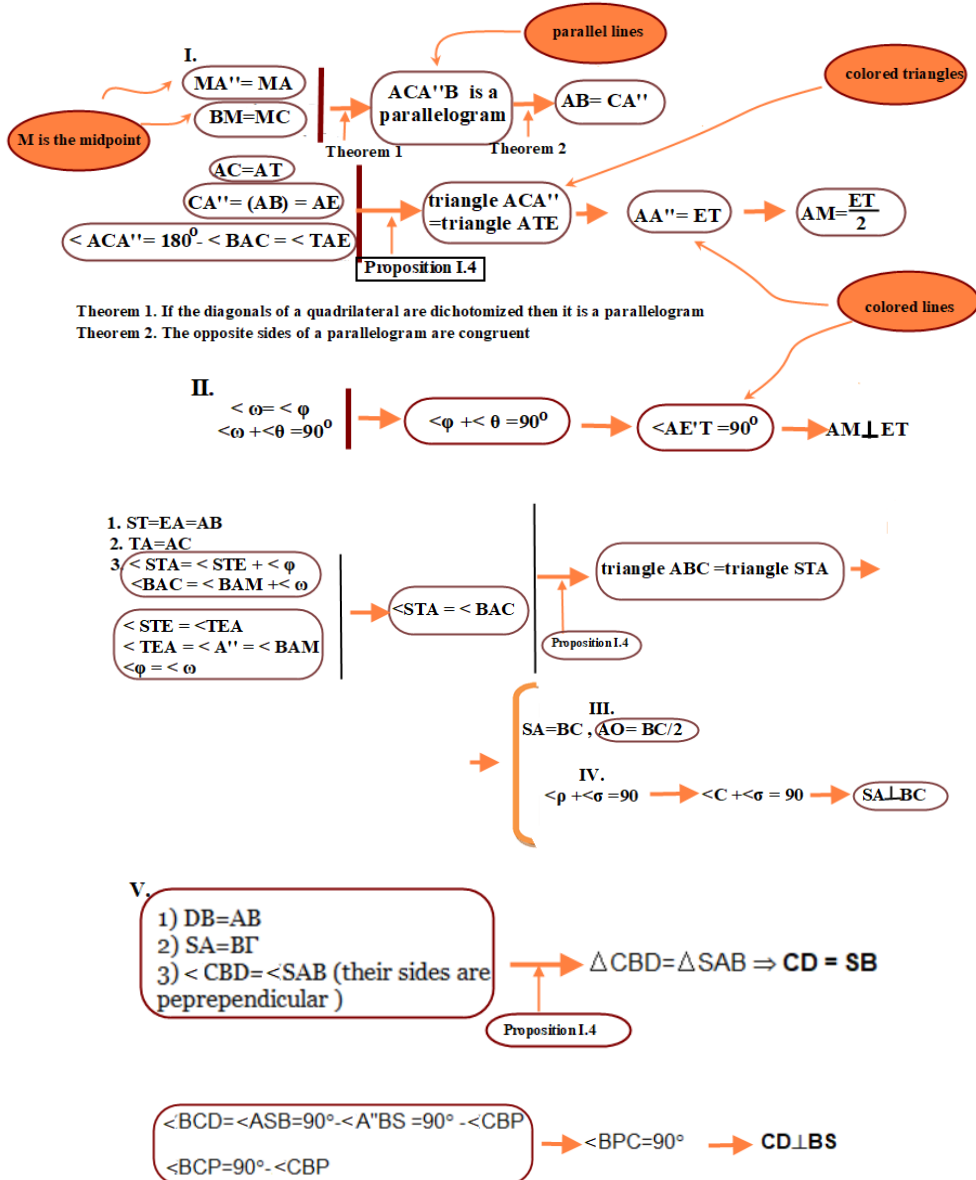 parallel lines
I.
MA''= MA
BM=MC
M is the midpoint
ACA''B is a
parallelogram
AB= CA''
Theorem 1
Theorem 2
colored triangles
AC=AT
CA''= (AB) = AE
< ACA''= 180⁰- < BAC = < TAE
triangle ACA''
=triangle ATE
AA''= ET
AM=ET/2
Proposition I.4
Theorem 1. If the diagonals of a quadrilateral are dichotomized then it is a parallelogram
Theorem 2. The opposite sides of a parallelogram are congruent
colored lines
II.
< ω= < φ
<ω +<θ =90⁰
<φ +< θ =90⁰
<AE'T =90⁰
AM⊥ET
1. ST=EA=AB
2. TA=AC
3. < STA= < STE + < φ
<BAC = < BAM +< ω
< STE = <TEA
< TEA = < A'' = < BAM
<φ = < ω
<STA = < BAC
triangle ABC =triangle STA
Proposition I.4
III.
SA=BC , AO= BC/2
IV.
<ρ +<σ = 90
<C +<σ = 90
SA⊥BC
V.
1) DB=AB
2) SA=BΓ
3) < CBD=<SAB (their sides are
peprependicular )
△CBD=△SAB ⇒ CD = SB
Proposition I.4
<BCD=<ASB=90°-<A"BS =90° -<CBP
<BCP=90°-<CBP
<BPC=90°
CD⊥BS